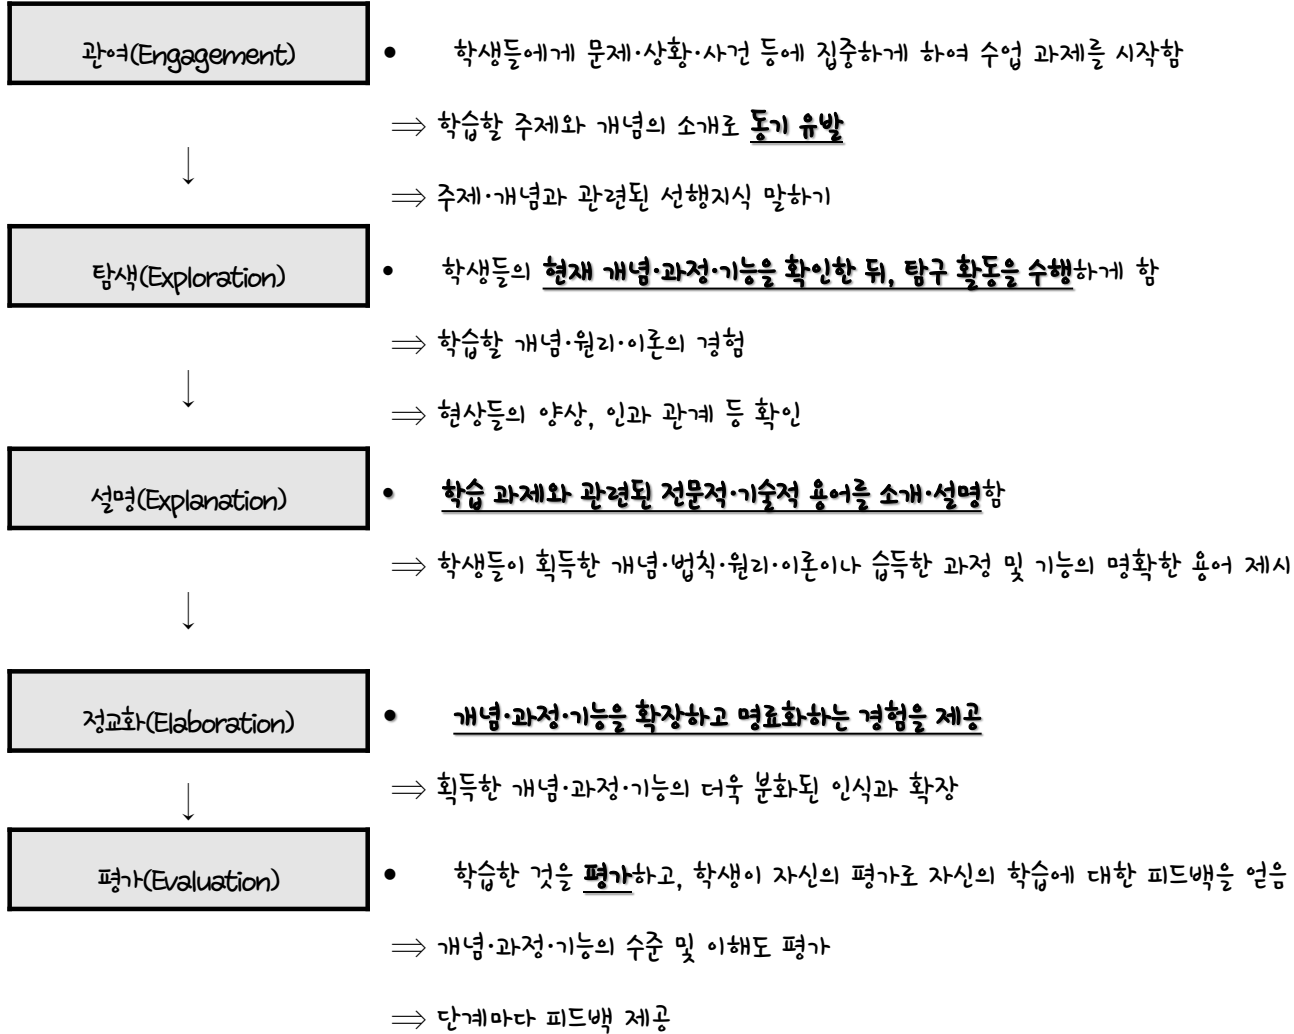 관여(Engagement)
• 학생들에게 문제·상황·사건 등에 집중하게 하여 수업 과제를 시작함
⇒ 학습할 주제와 개념의 소개로 동기 유발
↓
⇒ 주제·개념과 관련된 선행지식 말하기
탐색(Exploration)
• 학생들의 현재 개념·과정·기능을 확인한 뒤, 탐구 활동을 수행하게 함
⇒ 학습할 개념·원리·이론의 경험
↓
⇒ 현상들의 양상, 인과 관계 등 확인
설명(Explanation)
• 학습 과제와 관련된 전문적·기술적 용어를 소개·설명함
⇒ 학생들이 획득한 개념·법칙·원리·이론이나 습득한 과정 및 기능의 명확한 용어 제시
↓
정교화(Elaboration)
• 개념·과정·기능을 확장하고 명료화하는 경험을 제공
⇒ 획득한 개념·과정·기능의 더욱 분화된 인식과 확장
↓
평가(Evaluation)
• 학습한 것을 평가하고, 학생이 자신의 평가로 자신의 학습에 대한 피드백을 얻음
⇒ 개념·과정·기능의 수준 및 이해도 평가
⇒ 단계마다 피드백 제공